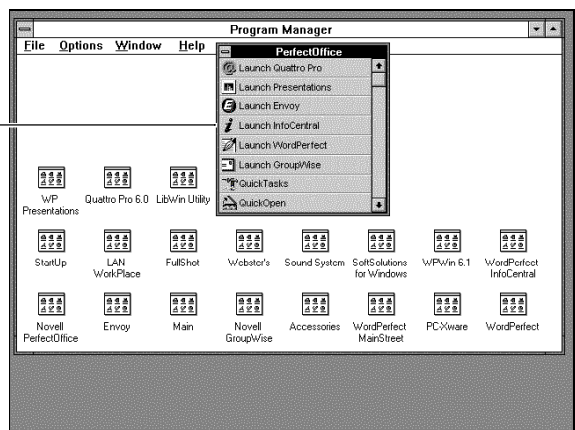 Program Manager
File Options Window Help
PerfectOffice
Launch Quattro Pro
Launch Presentations
Launch Envoy
Launch InfoCentral
Launch WordPerfect
Launch GroupWise
QuickTasks
QuickOpen
WP
Presentations
Quattro Pro 6.0
LibWin Utility
StartUp
LAN
WorkPlace
FullShot
Webster's
Sound System
SoftSolutions
for Windows
WPWin 6.1
WordPerfect
InfoCentral
Novell
PerfectOffice
Envoy
Main
Novell
GroupWise
Accessories
WordPerfect
MainStreet
PC-Xware
WordPerfect